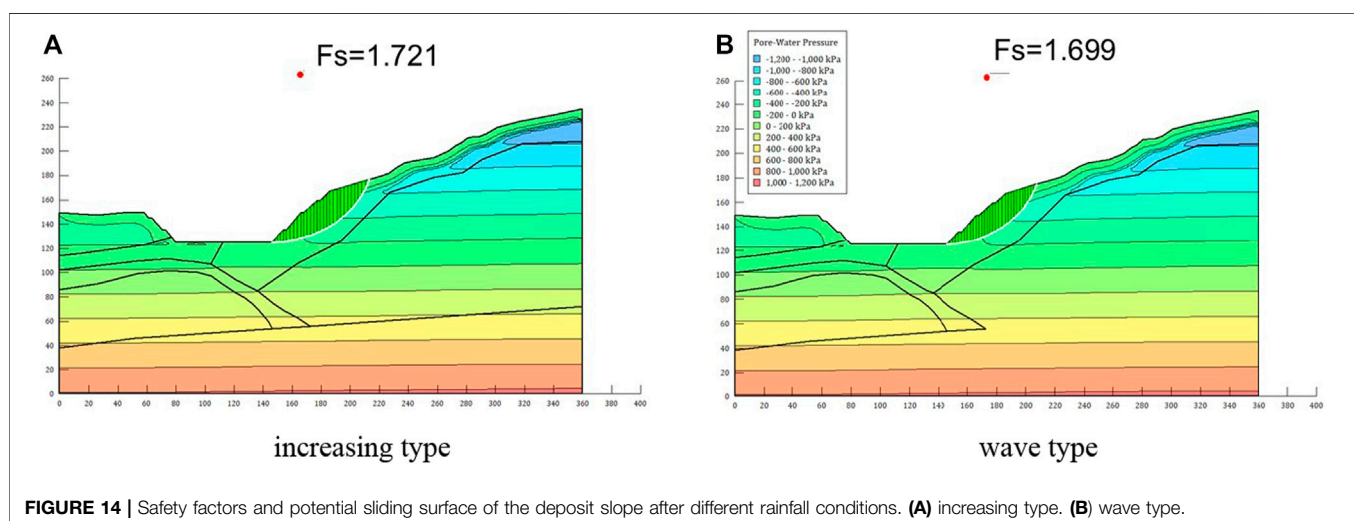 A
Fs=1.721
260
240
220
200
180
160
140
120
100
80
60
40
20
0
0 20 40 60 80 100 120 140 160 180 200 220 240 260 280 300 320 340 360 380 400
increasing type
B
Fs=1.699
Pore-Water Pressure
-1,200 - -1,000 kPa
-1,000 - -800 kPa
-800 - -600 kPa
-600 - -400 kPa
-400 - -200 kPa
-200 - 0 kPa
0 - 200 kPa
200 - 400 kPa
400 - 600 kPa
600 - 800 kPa
800 - 1,000 kPa
1,000 - 1,200 kPa
260
240
220
200
180
160
140
120
100
80
60
40
20
0
0 20 40 60 80 100 120 140 160 180 200 220 240 260 280 300 320 340 360 380 400
wave type
FIGURE 14 | Safety factors and potential sliding surface of the deposit slope after different rainfall conditions. (A) increasing type. (B) wave type.